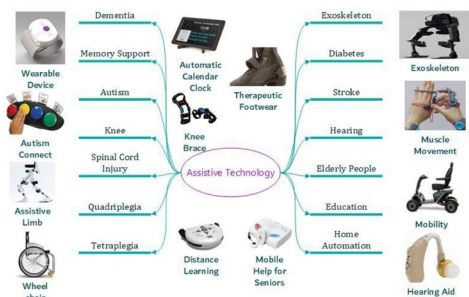 Dementia
Memory Support
Autism
Knee
Spinal Cord
Injury
Quadriplegia
Tetraplegia
Wearable
Device
Autism
Connect
Assistive
Limb
Wheel
Automatic
Calendar
Clock
Therapeutic
Footwear
Knee
Brace
Assistive Technology
Distance
Learning
Mobile
Help for
Seniors
Exoskeleton
Diabetes
Stroke
Hearing
Elderly People
Education
Home
Automation
Exoskeleton
Muscle
Movement
Mobility
Hearing Aid